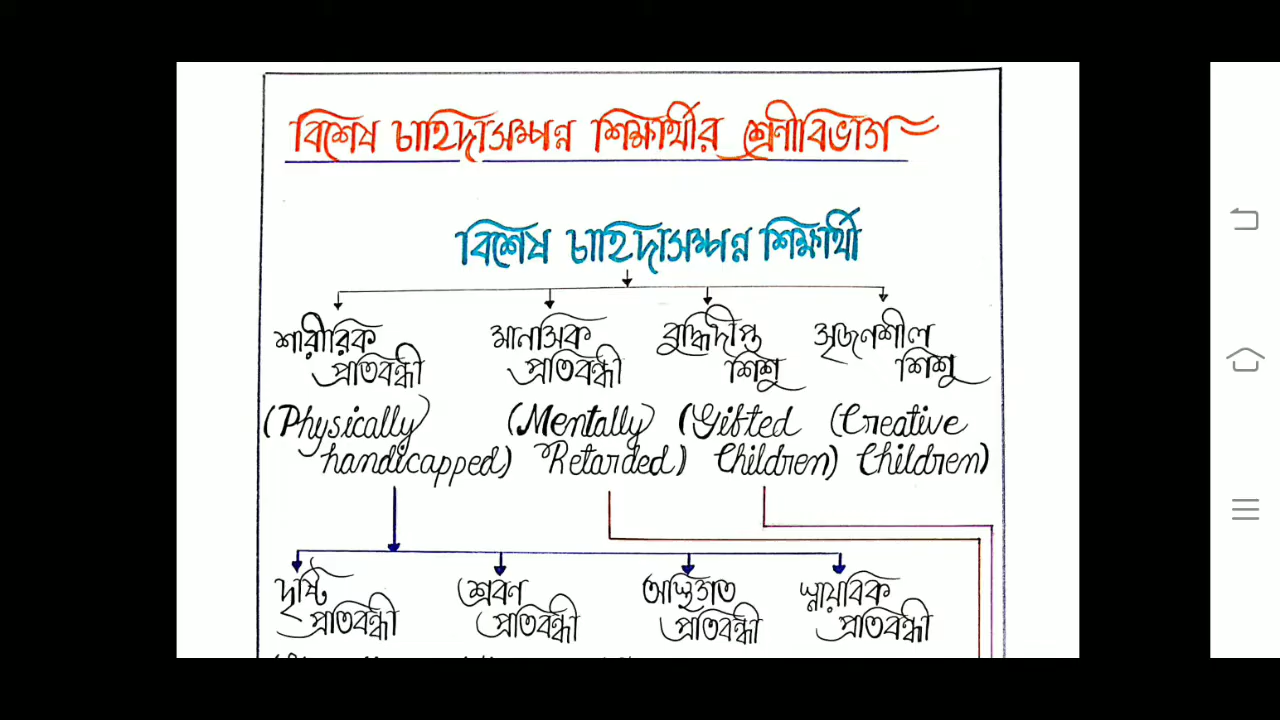 বিশেষ চাহিদাসম্পন্ন শিক্ষার্থীর শ্রেণীবিভাগ
বিশেষ চাহিদাসম্পন্ন শিক্ষার্থী
শারীরিক প্রতিবন্ধী
(Physically handicapped)
মানসিক প্রতিবন্ধী
(Mentally Retarded)
বুদ্ধিদীপ্ত শিশু
(Gifted Children)
সৃজনশীল শিশু
(Creative Children)
দৃষ্টি প্রতিবন্ধী
শ্রবণ প্রতিবন্ধী
অস্থিগত প্রতিবন্ধী
স্নায়বিক প্রতিবন্ধী